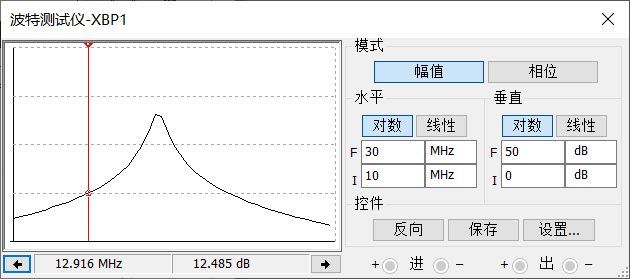 波特测试仪-XBP1
模式
幅值 相位
水平 垂直
对数 线性 对数 线性
F 30 MHz F 50 dB
I 10 MHz I 0 dB
控件
反向 保存 设置...
12.916 MHz 12.485 dB
+ 进 − + 出 −